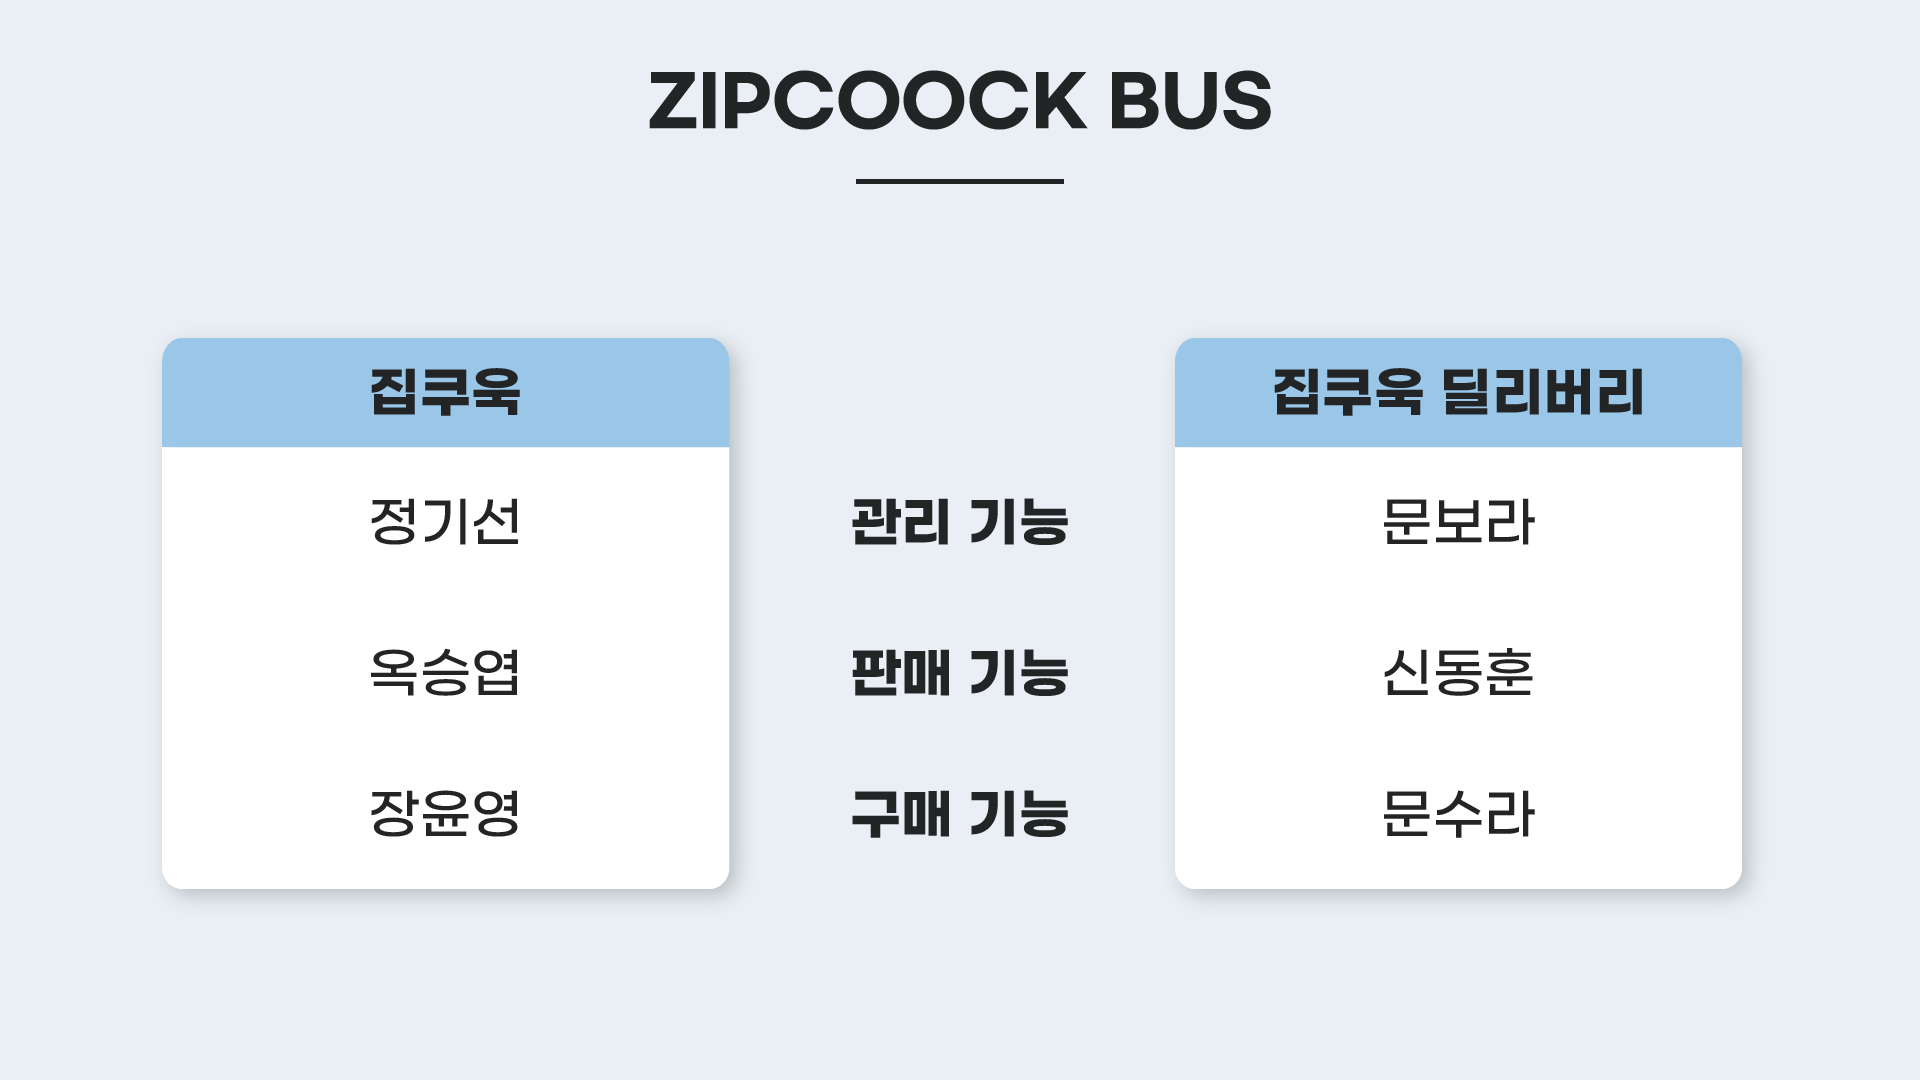 ZIPCOOCK BUS
집쿠욱
집쿠욱 딜리버리
정기선
관리 기능
문보라
옥승엽
판매 기능
신동훈
장윤영
구매 기능
문수라